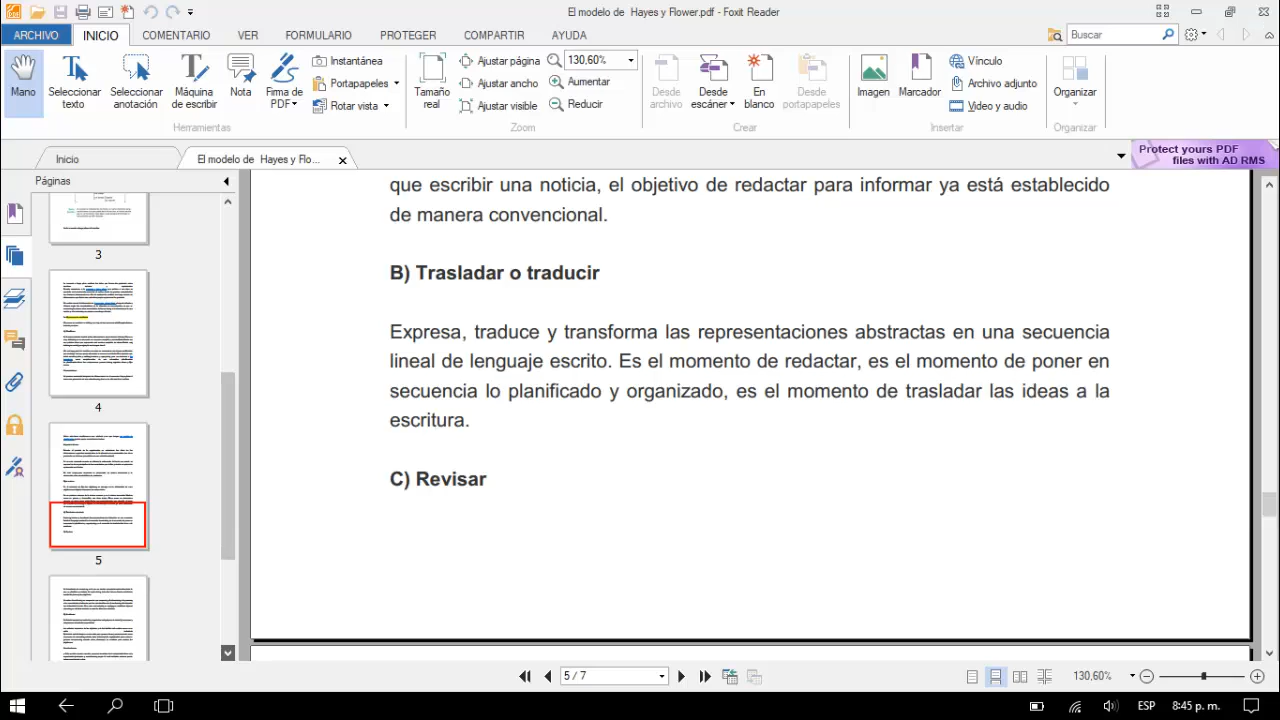 El modelo de Hayes y Flower.pdf - Foxit Reader
ARCHIVO INICIO COMENTARIO VER FORMULARIO PROTEGER COMPARTIR AYUDA Buscar
Mano
Seleccionar texto
Seleccionar anotación
Máquina de escribir
Nota
Firma de PDF
Instantánea
Portapapeles
Rotar vista
Herramientas
Tamaño real
Ajustar página
Ajustar ancho
Ajustar visible
130,60%
Aumentar
Reducir
Zoom
Desde archivo
Desde escáner
En blanco
Desde portapapeles
Crear
Imagen
Marcador
Vínculo
Archivo adjunto
Video y audio
Insertar
Organizar
Organizar
Inicio
El modelo de Hayes y Flo...
Protect yours PDF
files with AD RMS
Páginas
3
4
5
que escribir una noticia, el objetivo de redactar para informar ya está establecido
de manera convencional.
B) Trasladar o traducir
Expresa, traduce y transforma las representaciones abstractas en una secuencia
lineal de lenguaje escrito. Es el momento de redactar, es el momento de poner en
secuencia lo planificado y organizado, es el momento de trasladar las ideas a la
escritura.
C) Revisar
5 / 7
130,60%
ESP 8:45 p. m.